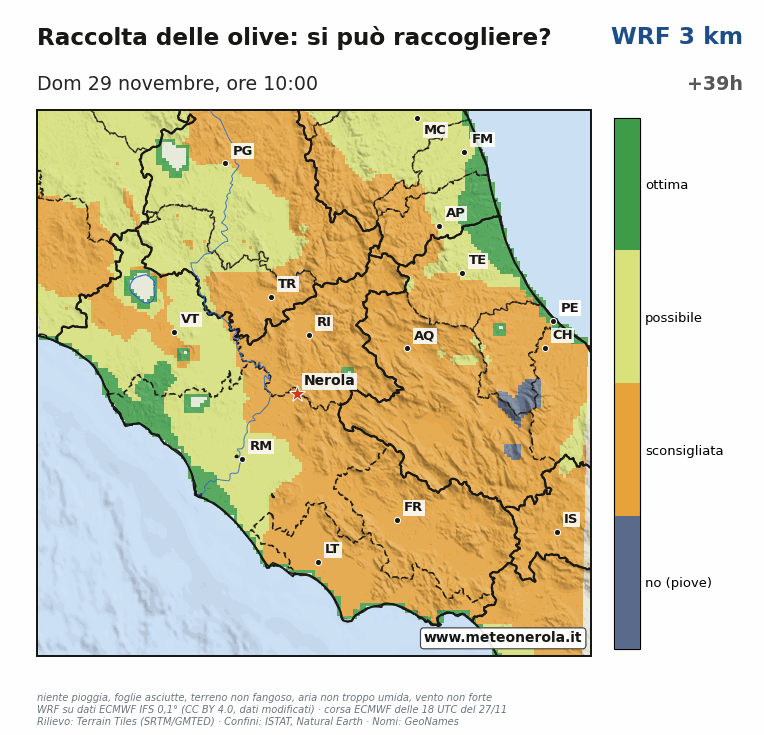 Raccolta delle olive: si può raccogliere?
WRF 3 km
Dom 29 novembre, ore 10:00
+39h
MC
FM
PG
AP
TE
TR
PE
VT
RI
AQ
CH
Nerola
RM
FR
IS
LT
www.meteonerola.it
ottima
possibile
sconsigliata
no (piove)
niente pioggia, foglie asciutte, terreno non fangoso, aria non troppo umida, vento non forte
WRF su dati ECMWF IFS 0,1° (CC BY 4.0, dati modificati) · corsa ECMWF delle 18 UTC del 27/11
Rilievo: Terrain Tiles (SRTM/GMTED) · Confini: ISTAT, Natural Earth · Nomi: GeoNames